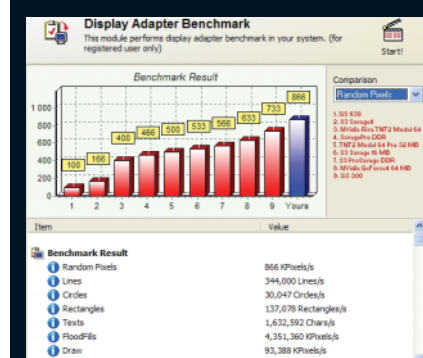 Display Adapter Benchmark
This module performs display adapter benchmark in your system. (for
registered user only)
Start!
Benchmark Result
Comparison
Random Pixels
1. SiS 630
2. S3 Savage4
3. NVidia Riva TNT2 Model 64
4. SavagePro DDR
5. TNT2 Model 64 Pro 32 MB
6. S3 Savage 16 MB
7. S3 ProSavage DDR
8. NVidia GeForce4 64 MB
9. SiS 300
1 000
800
600
400
200
0
100
166
400
466
500
533
566
633
733
866
1 2 3 4 5 6 7 8 9 Yours
Item Value
Benchmark Result
Random Pixels 866 KPixels/s
Lines 344,000 Lines/s
Circles 30,047 Circles/s
Rectangles 137,078 Rectangles/s
Texts 1,632,592 Chars/s
FloodFills 4,351,360 KPixels/s
Draw 93,388 KPixels/s